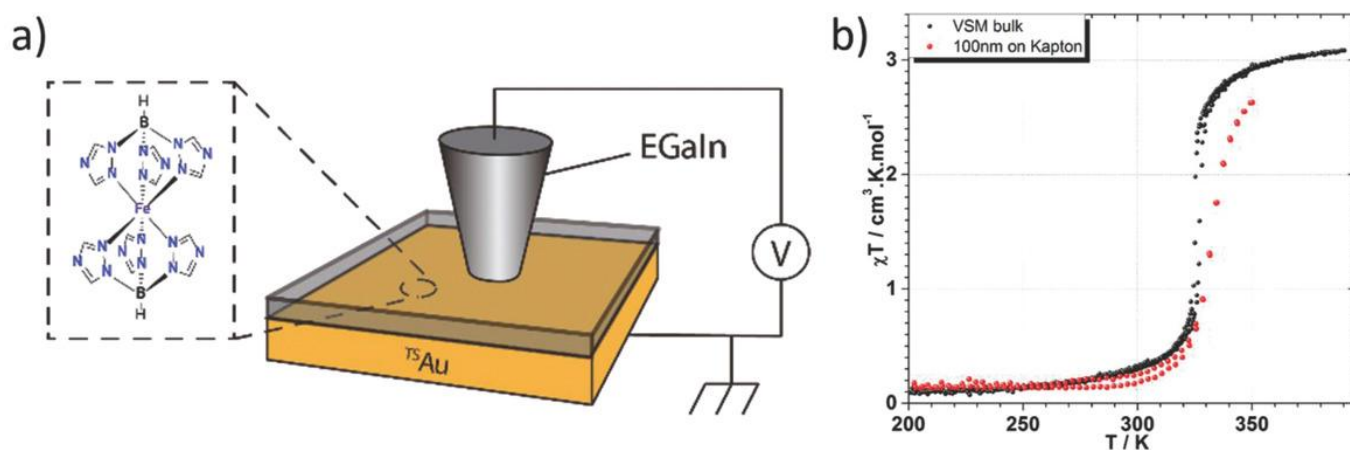 a)
H
B
N N N N N N
N N N
Fe
N N N
N N N N N N
B
H
EGaIn
V
TSAu
b)
VSM bulk
100nm on Kapton
χT / cm³.K.mol⁻¹
3
2
1
0
200 250 300 350
T / K